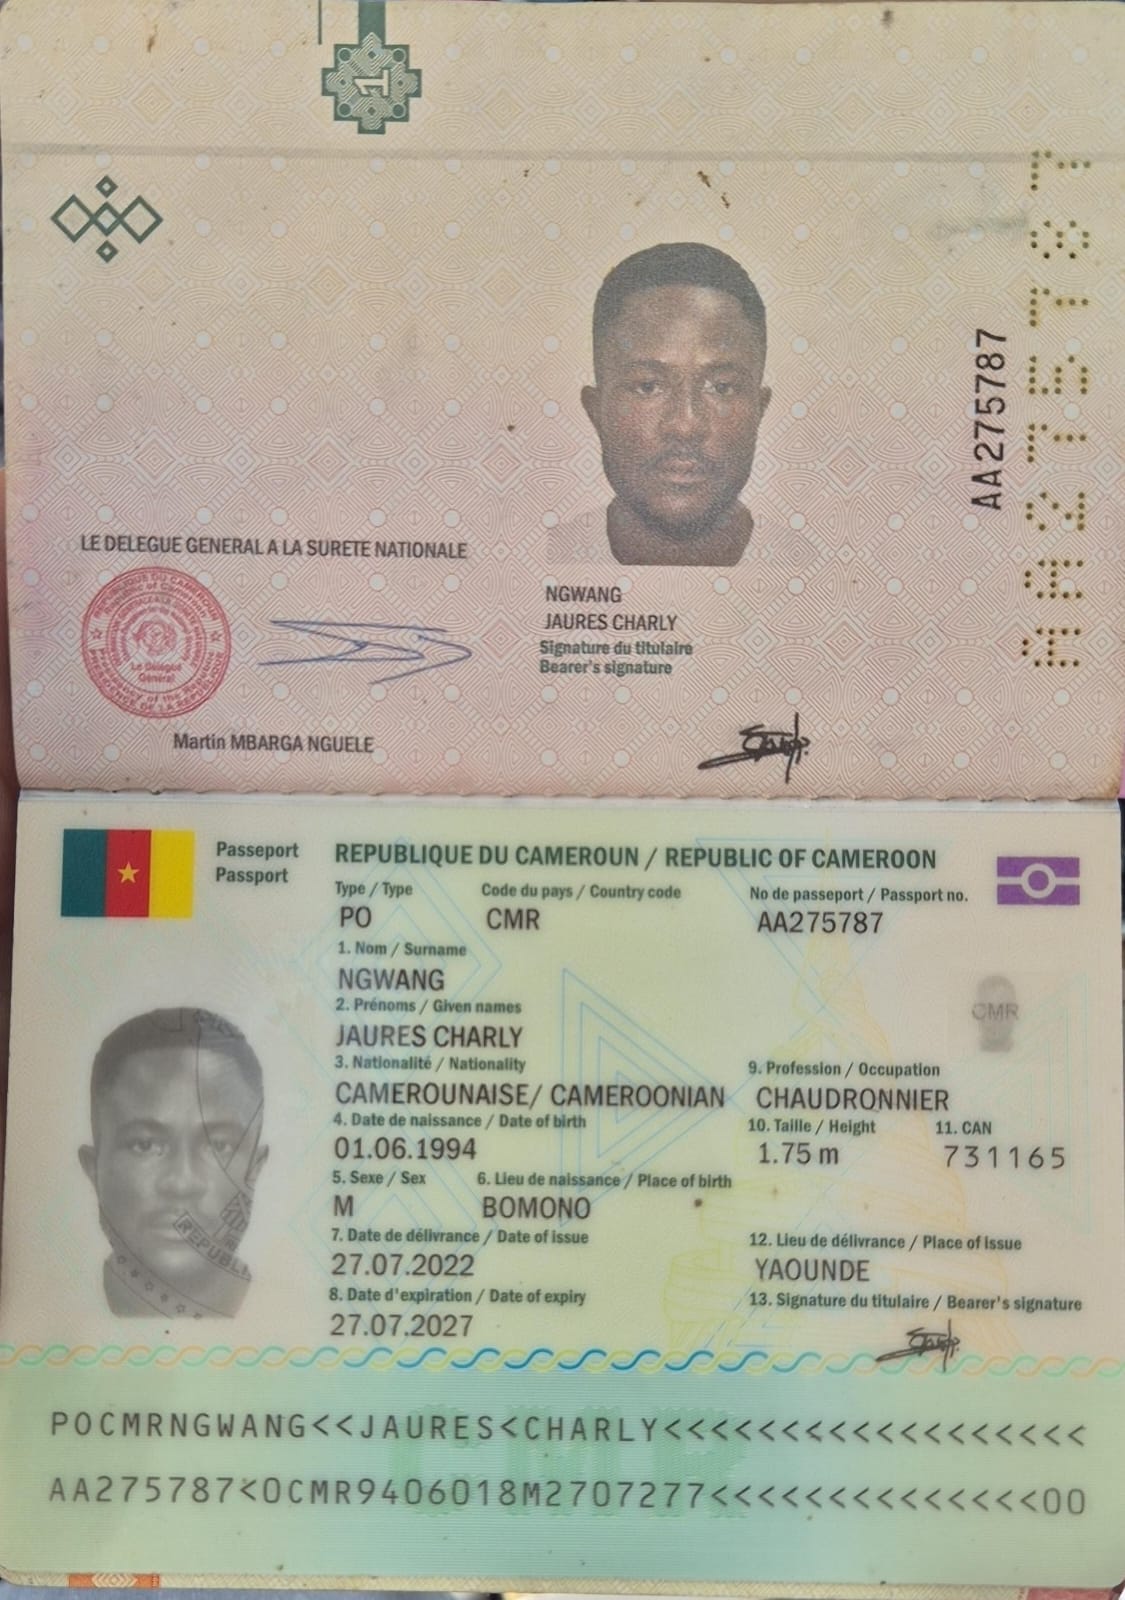 1
AA275787
AA275787
LE DELEGUE GENERAL A LA SURETE NATIONALE
Le Délégué
Général
Martin MBARGA NGUELE
NGWANG
JAURES CHARLY
Signature du titulaire
Bearer's signature
Passeport
Passport
REPUBLIQUE DU CAMEROUN / REPUBLIC OF CAMEROON
Type / Type
Code du pays / Country code
No de passeport / Passport no.
PO
CMR
AA275787
1. Nom / Surname
NGWANG
2. Prénoms / Given names
JAURES CHARLY
CMR
3. Nationalité / Nationality
9. Profession / Occupation
CAMEROUNAISE/ CAMEROONIAN
CHAUDRONNIER
4. Date de naissance / Date of birth
10. Taille / Height
11. CAN
01.06.1994
1.75 m
731165
5. Sexe / Sex
6. Lieu de naissance / Place of birth
M
BOMONO
7. Date de délivrance / Date of issue
12. Lieu de délivrance / Place of issue
27.07.2022
YAOUNDE
8. Date d'expiration / Date of expiry
13. Signature du titulaire / Bearer's signature
27.07.2027
POCMRNGWANG<<JAURES<CHARLY<<<<<<<<<<<<<<<<<<
AA275787<0CMR9406018M2707277<<<<<<<<<<<<<<00